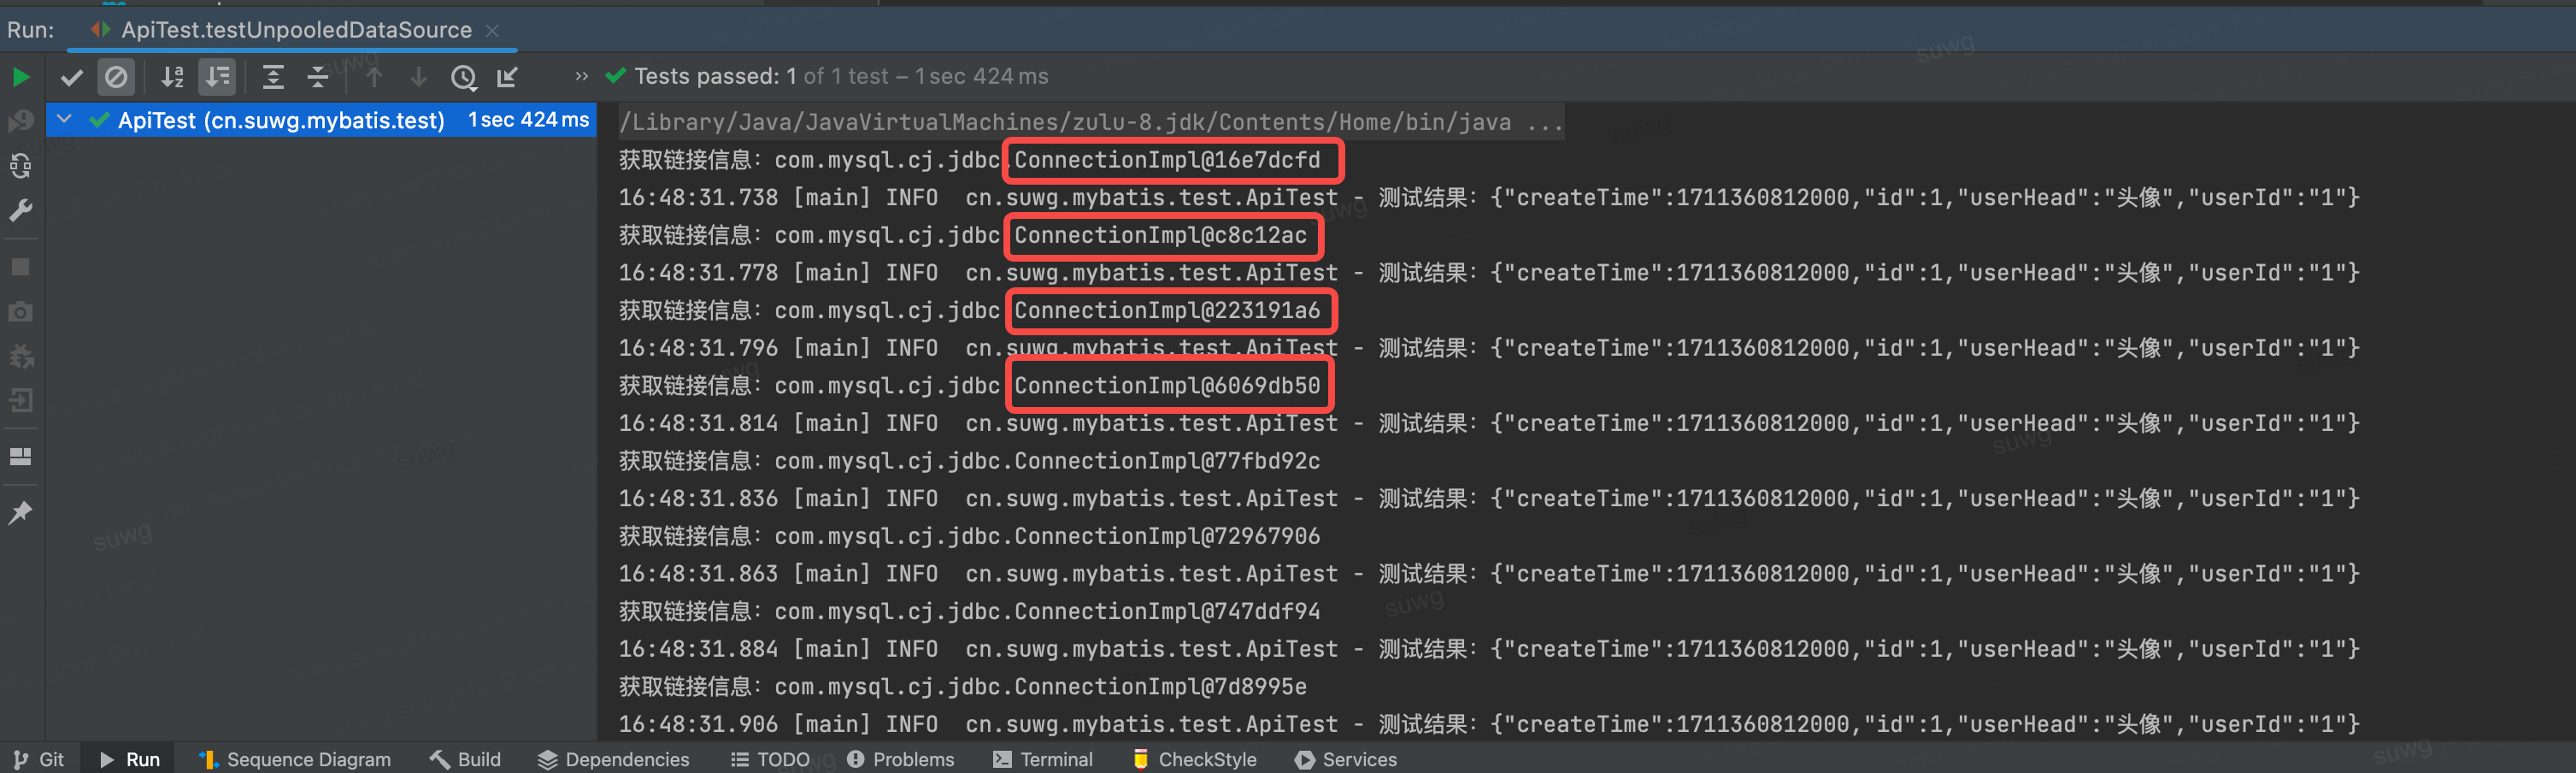 Run: ApiTest.testUnpooledDataSource
Tests passed: 1 of 1 test – 1 sec 424 ms
ApiTest (cn.suwg.mybatis.test) 1 sec 424 ms
/Library/Java/JavaVirtualMachines/zulu-8.jdk/Contents/Home/bin/java ...
获取链接信息: com.mysql.cj.jdbc.ConnectionImpl@16e7dcfd
16:48:31.738 [main] INFO  cn.suwg.mybatis.test.ApiTest - 测试结果: {"createTime":1711360812000,"id":1,"userHead":"头像","userId":"1"}
获取链接信息: com.mysql.cj.jdbc.ConnectionImpl@c8c12ac
16:48:31.778 [main] INFO  cn.suwg.mybatis.test.ApiTest - 测试结果: {"createTime":1711360812000,"id":1,"userHead":"头像","userId":"1"}
获取链接信息: com.mysql.cj.jdbc.ConnectionImpl@223191a6
16:48:31.796 [main] INFO  cn.suwg.mybatis.test.ApiTest - 测试结果: {"createTime":1711360812000,"id":1,"userHead":"头像","userId":"1"}
获取链接信息: com.mysql.cj.jdbc.ConnectionImpl@6069db50
16:48:31.814 [main] INFO  cn.suwg.mybatis.test.ApiTest - 测试结果: {"createTime":1711360812000,"id":1,"userHead":"头像","userId":"1"}
获取链接信息: com.mysql.cj.jdbc.ConnectionImpl@77fbd92c
16:48:31.836 [main] INFO  cn.suwg.mybatis.test.ApiTest - 测试结果: {"createTime":1711360812000,"id":1,"userHead":"头像","userId":"1"}
获取链接信息: com.mysql.cj.jdbc.ConnectionImpl@72967906
16:48:31.863 [main] INFO  cn.suwg.mybatis.test.ApiTest - 测试结果: {"createTime":1711360812000,"id":1,"userHead":"头像","userId":"1"}
获取链接信息: com.mysql.cj.jdbc.ConnectionImpl@747ddf94
16:48:31.884 [main] INFO  cn.suwg.mybatis.test.ApiTest - 测试结果: {"createTime":1711360812000,"id":1,"userHead":"头像","userId":"1"}
获取链接信息: com.mysql.cj.jdbc.ConnectionImpl@7d8995e
16:48:31.906 [main] INFO  cn.suwg.mybatis.test.ApiTest - 测试结果: {"createTime":1711360812000,"id":1,"userHead":"头像","userId":"1"}
Git Run Sequence Diagram Build Dependencies TODO Problems Terminal CheckStyle Services
suwg